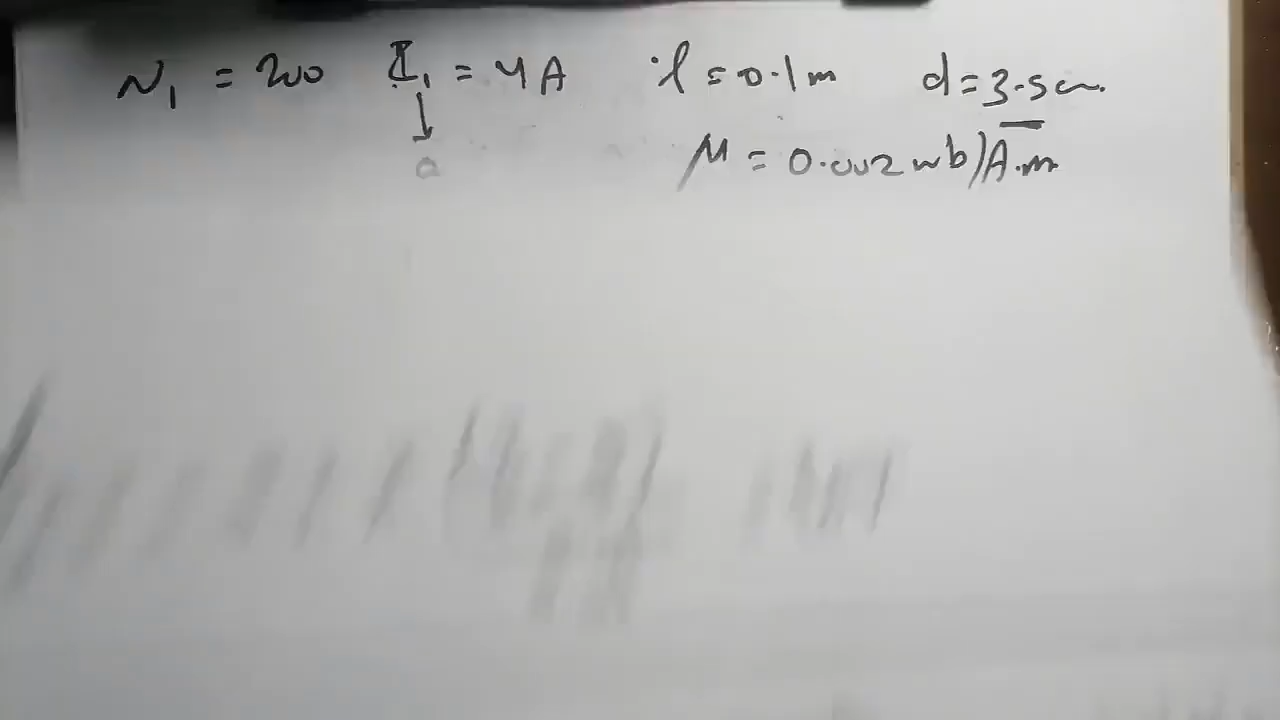 N₁ = 200 I₁ = 4A l = 0.1m d = 3.5cm.
↓
o μ = 0.002 wb/A.m